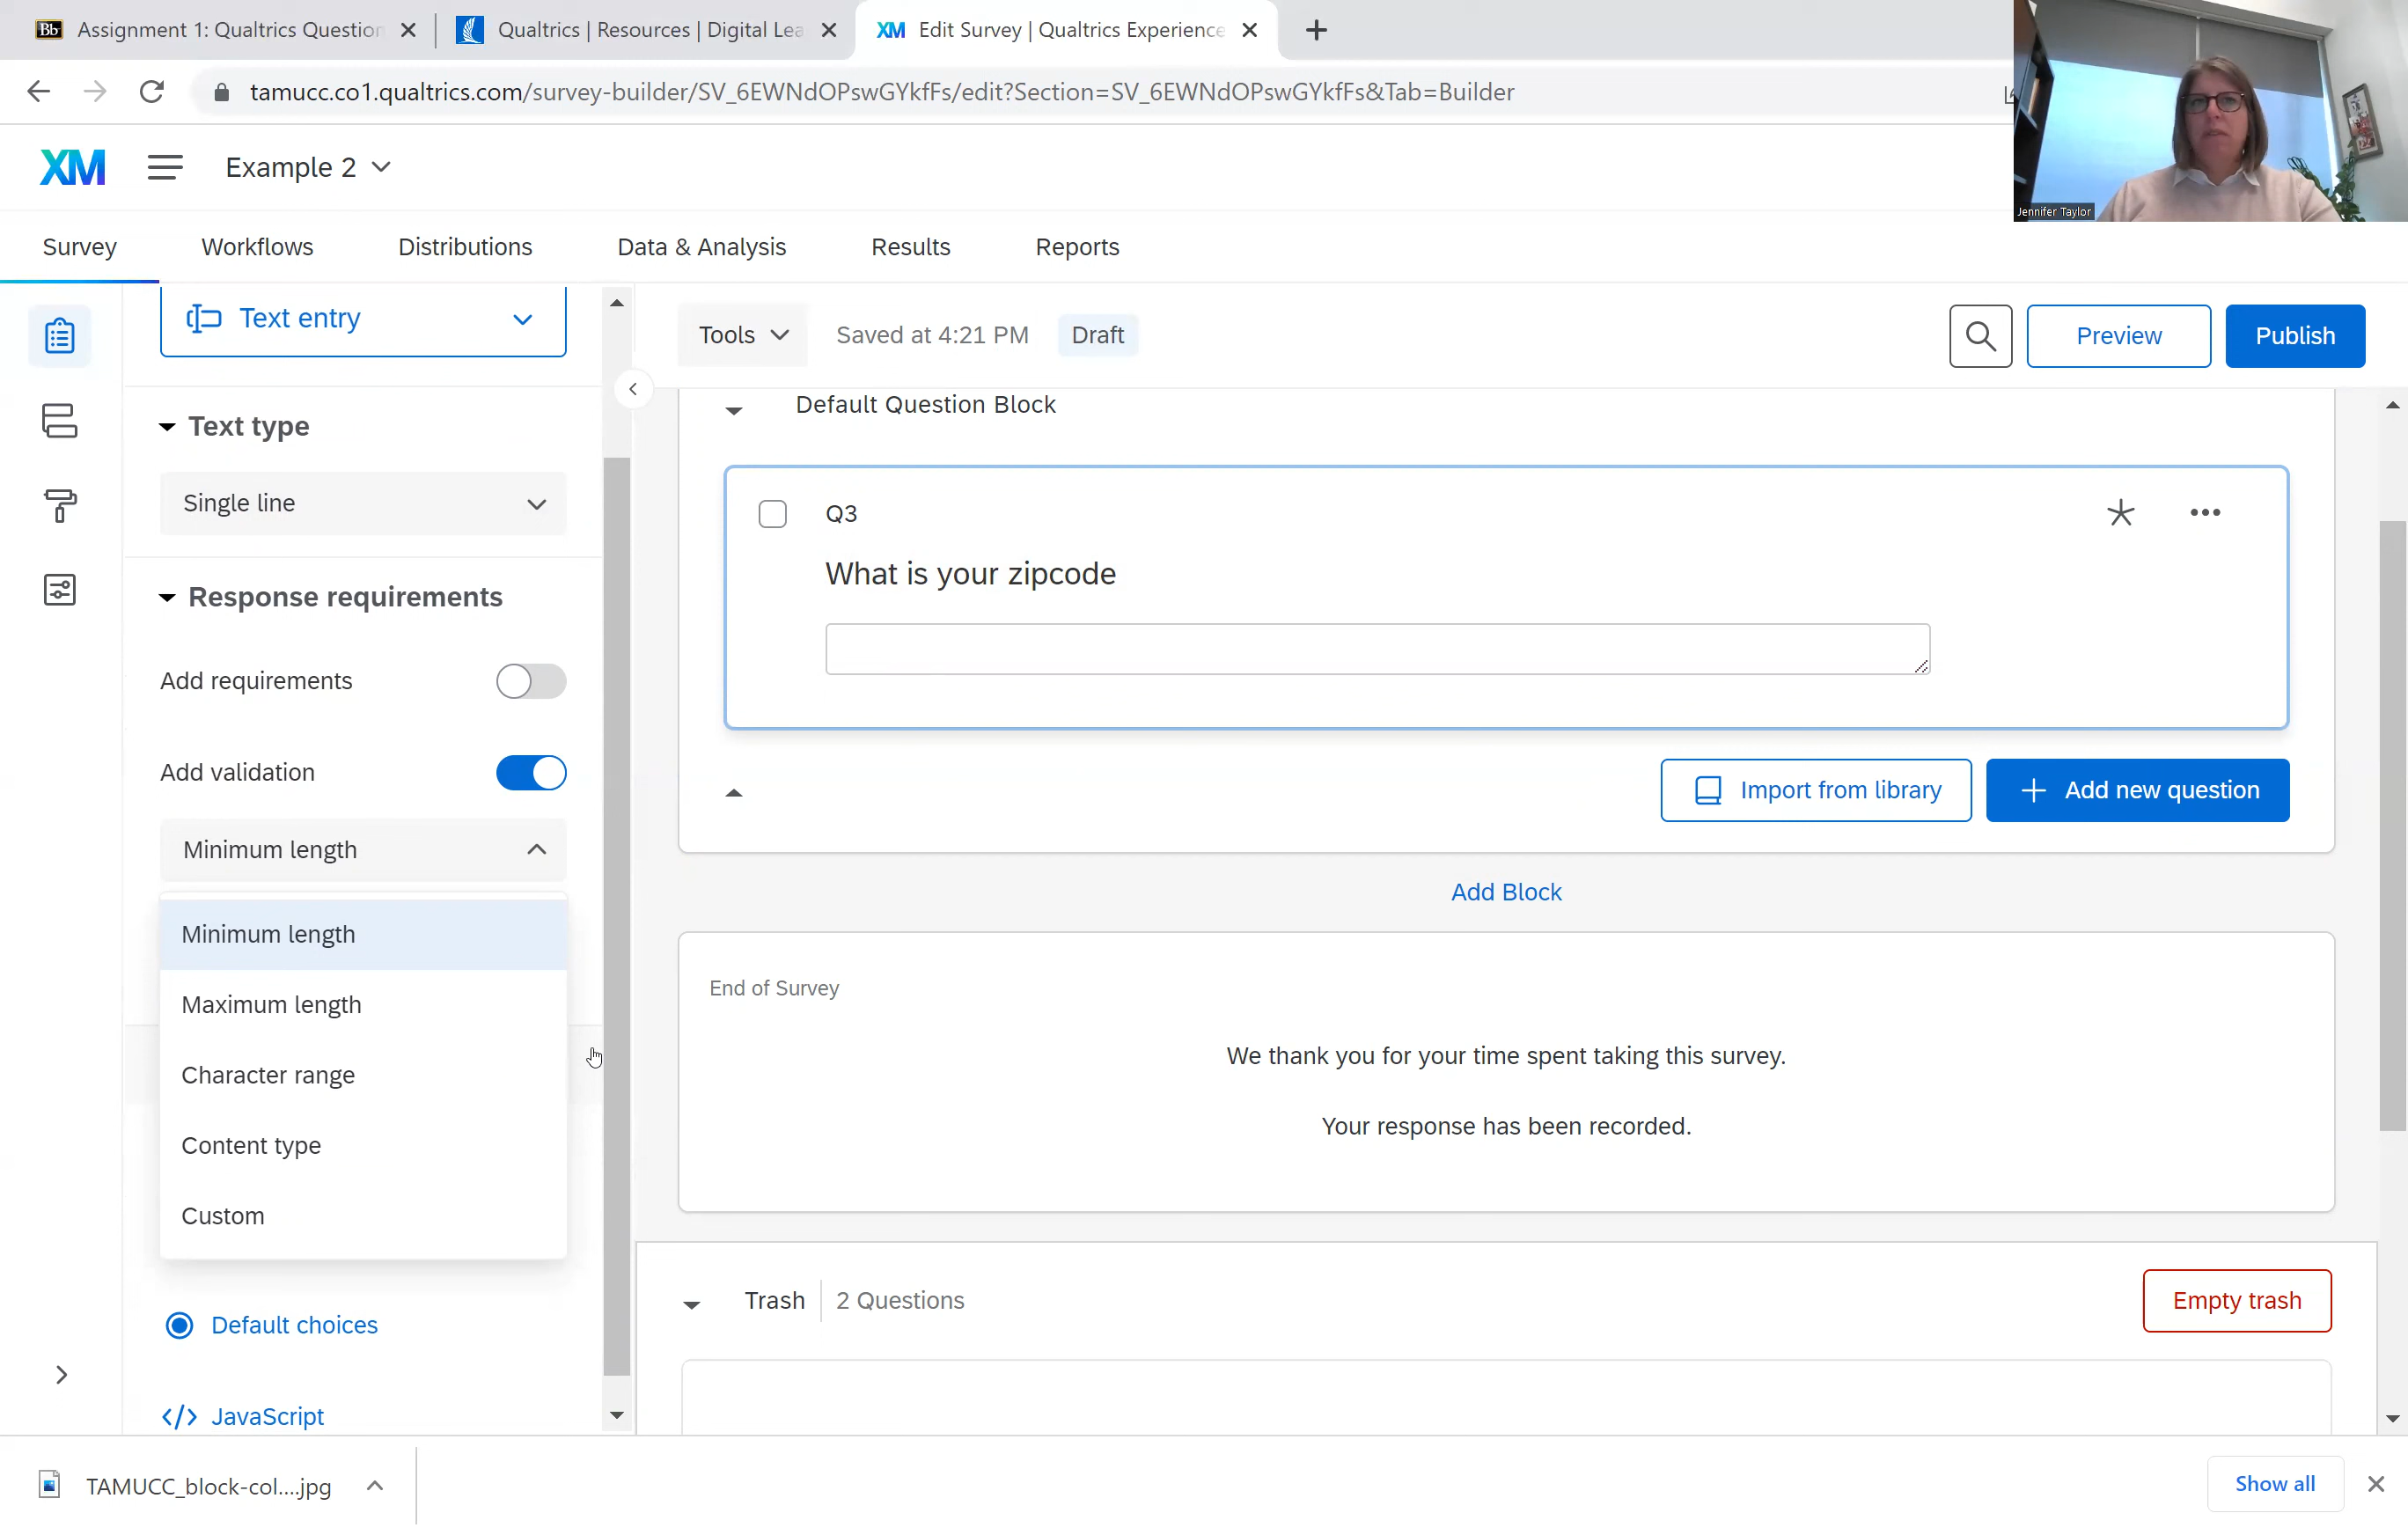 Bb Assignment 1: Qualtrics Question
Qualtrics | Resources | Digital Lea
XM Edit Survey | Qualtrics Experience
tamucc.co1.qualtrics.com/survey-builder/SV_6EWNdOPswGYkfFs/edit?Section=SV_6EWNdOPswGYkfFs&Tab=Builder
Jennifer Taylor
XM Example 2
Survey Workflows Distributions Data & Analysis Results Reports
Text entry
Text type
Single line
Response requirements
Add requirements
Add validation
Minimum length
Minimum length
Maximum length
Character range
Content type
Custom
Default choices
JavaScript
Tools Saved at 4:21 PM Draft
Preview Publish
Default Question Block
Q3
What is your zipcode
Import from library Add new question
Add Block
End of Survey
We thank you for your time spent taking this survey.
Your response has been recorded.
Trash 2 Questions
Empty trash
TAMUCC_block-col....jpg
Show all